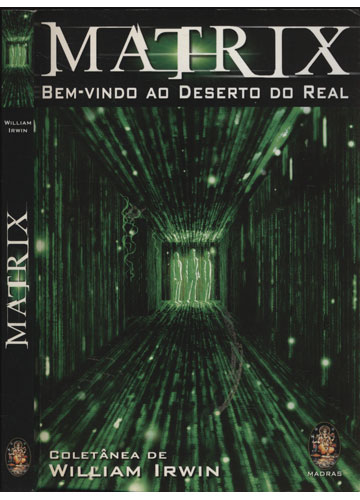 MATRIX
BEM-VINDO AO DESERTO DO REAL
WILLIAM
IRWIN
MATRIX
COLETÂNEA DE
WILLIAM IRWIN
MADRAS